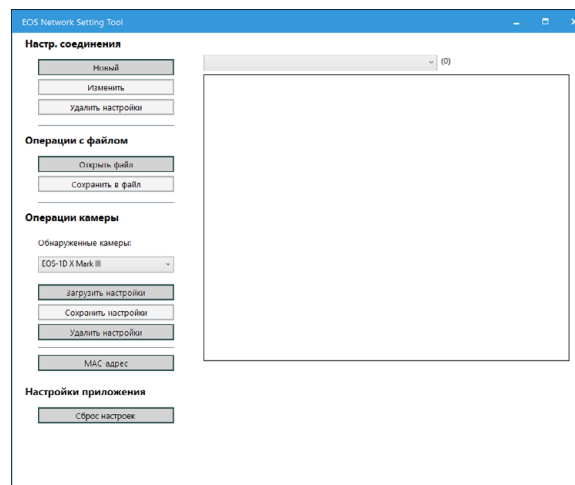 EOS Network Setting Tool
Настр. соединения
Новый
(0)
Изменить
Удалить настройки
Операции с файлом
Открыть файл
Сохранить в файл
Операции камеры
Обнаруженные камеры:
EOS-1D X Mark III
Загрузить настройки
Сохранить настройки
Удалить настройки
MAC-адрес
Настройки приложения
Сброс настроек